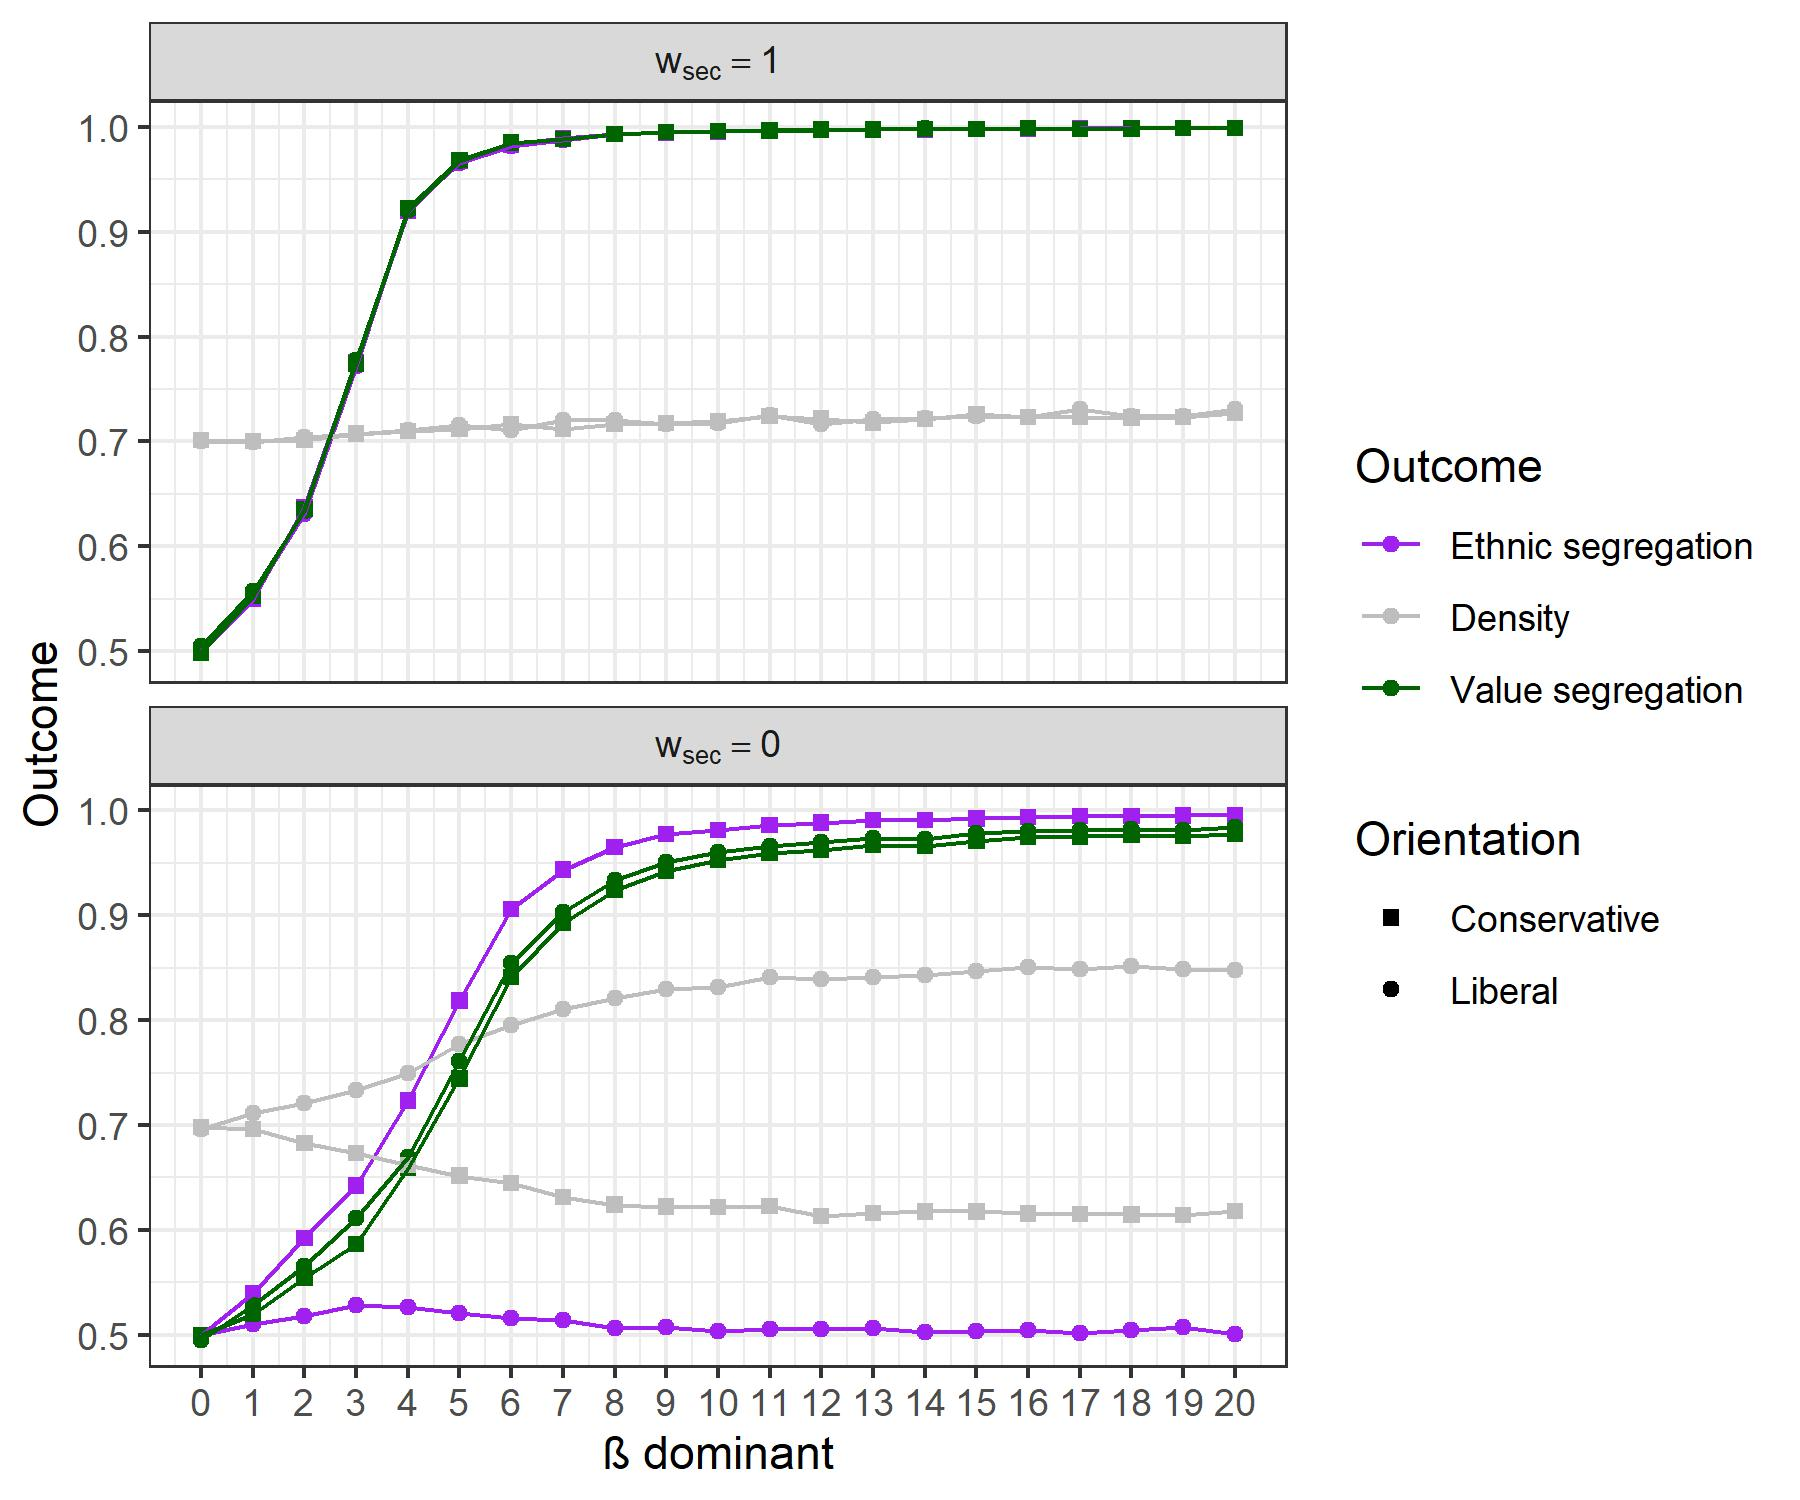 wsec = 1
1.0
0.9
0.8
0.7
0.6
0.5
wsec = 0
1.0
0.9
0.8
0.7
0.6
0.5
0 1 2 3 4 5 6 7 8 9 10 11 12 13 14 15 16 17 18 19 20
ß dominant
Outcome
Outcome
Ethnic segregation
Density
Value segregation
Orientation
Conservative
Liberal